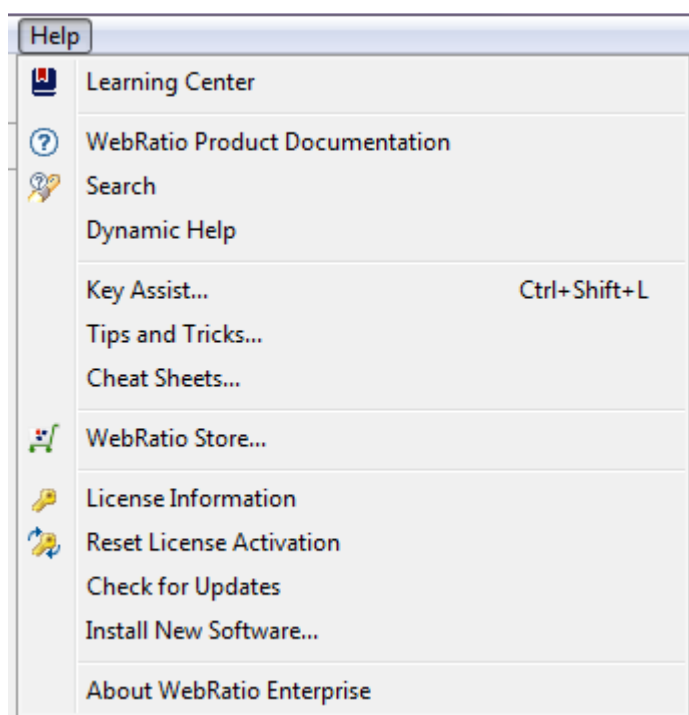 Help
Learning Center
WebRatio Product Documentation
Search
Dynamic Help
Key Assist... Ctrl+Shift+L
Tips and Tricks...
Cheat Sheets...
WebRatio Store...
License Information
Reset License Activation
Check for Updates
Install New Software...
About WebRatio Enterprise